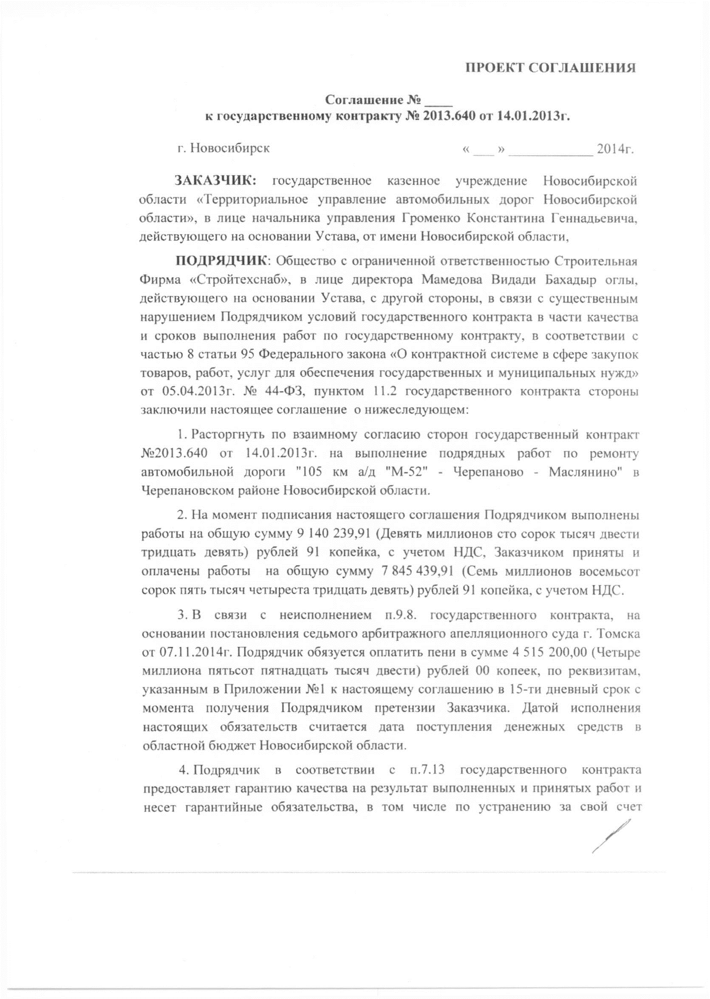 ПРОЕКТ СОГЛАШЕНИЯ
Соглашение № ____
к государственному контракту № 2013.640 от 14.01.2013г.
г. Новосибирск « ___ » ____________ 2014г.
ЗАКАЗЧИК: государственное казенное учреждение Новосибирской
области «Территориальное управление автомобильных дорог Новосибирской
области», в лице начальника управления Громенко Константина Геннадьевича,
действующего на основании Устава, от имени Новосибирской области,
ПОДРЯДЧИК: Общество с ограниченной ответственностью Строительная
Фирма «Стройтехснаб», в лице директора Мамедова Видади Бахадыр оглы,
действующего на основании Устава, с другой стороны, в связи с существенным
нарушением Подрядчиком условий государственного контракта в части качества
и сроков выполнения работ по государственному контракту, в соответствии с
частью 8 статьи 95 Федерального закона «О контрактной системе в сфере закупок
товаров, работ, услуг для обеспечения государственных и муниципальных нужд»
от 05.04.2013г. № 44-ФЗ, пунктом 11.2 государственного контракта стороны
заключили настоящее соглашение о нижеследующем:
1. Расторгнуть по взаимному согласию сторон государственный контракт
№2013.640 от 14.01.2013г. на выполнение подрядных работ по ремонту
автомобильной дороги "105 км а/д "М-52" - Черепаново - Маслянино" в
Черепановском районе Новосибирской области.
2. На момент подписания настоящего соглашения Подрядчиком выполнены
работы на общую сумму 9 140 239,91 (Девять миллионов сто сорок тысяч двести
тридцать девять) рублей 91 копейка, с учетом НДС, Заказчиком приняты и
оплачены работы на общую сумму 7 845 439,91 (Семь миллионов восемьсот
сорок пять тысяч четыреста тридцать девять) рублей 91 копейка, с учетом НДС.
3. В связи с неисполнением п.9.8. государственного контракта, на
основании постановления седьмого арбитражного апелляционного суда г. Томска
от 07.11.2014г. Подрядчик обязуется оплатить пени в сумме 4 515 200,00 (Четыре
миллиона пятьсот пятнадцать тысяч двести) рублей 00 копеек, по реквизитам,
указанным в Приложении №1 к настоящему соглашению в 15-ти дневный срок с
момента получения Подрядчиком претензии Заказчика. Датой исполнения
настоящих обязательств считается дата поступления денежных средств в
областной бюджет Новосибирской области.
4. Подрядчик в соответствии с п.7.13 государственного контракта
предоставляет гарантию качества на результат выполненных и принятых работ и
несет гарантийные обязательства, в том числе по устранению за свой счет